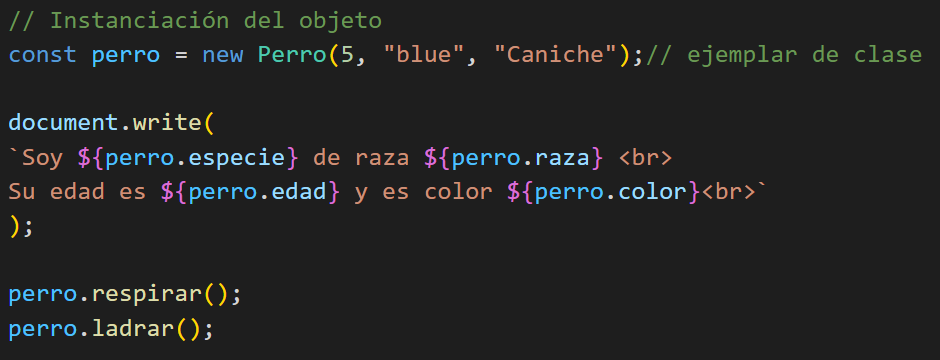 // Instanciación del objeto
const perro = new Perro(5, "blue", "Caniche");// ejemplar de clase
document.write(
`Soy ${perro.especie} de raza ${perro.raza} <br>
Su edad es ${perro.edad} y es color ${perro.color}<br>`
);
perro.respirar();
perro.ladrar();